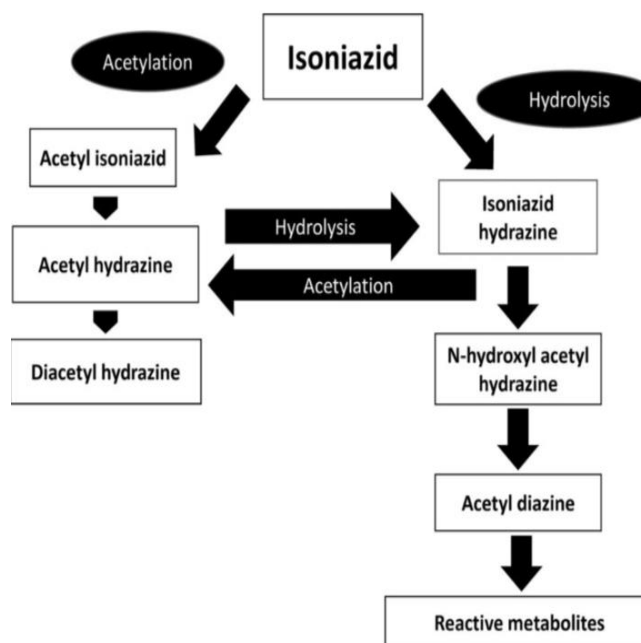 Acetylation
Isoniazid
Hydrolysis
Acetyl isoniazid
Isoniazid
hydrazine
Hydrolysis
Acetyl hydrazine
Acetylation
Diacetyl hydrazine
N-hydroxyl acetyl
hydrazine
Acetyl diazine
Reactive metabolites